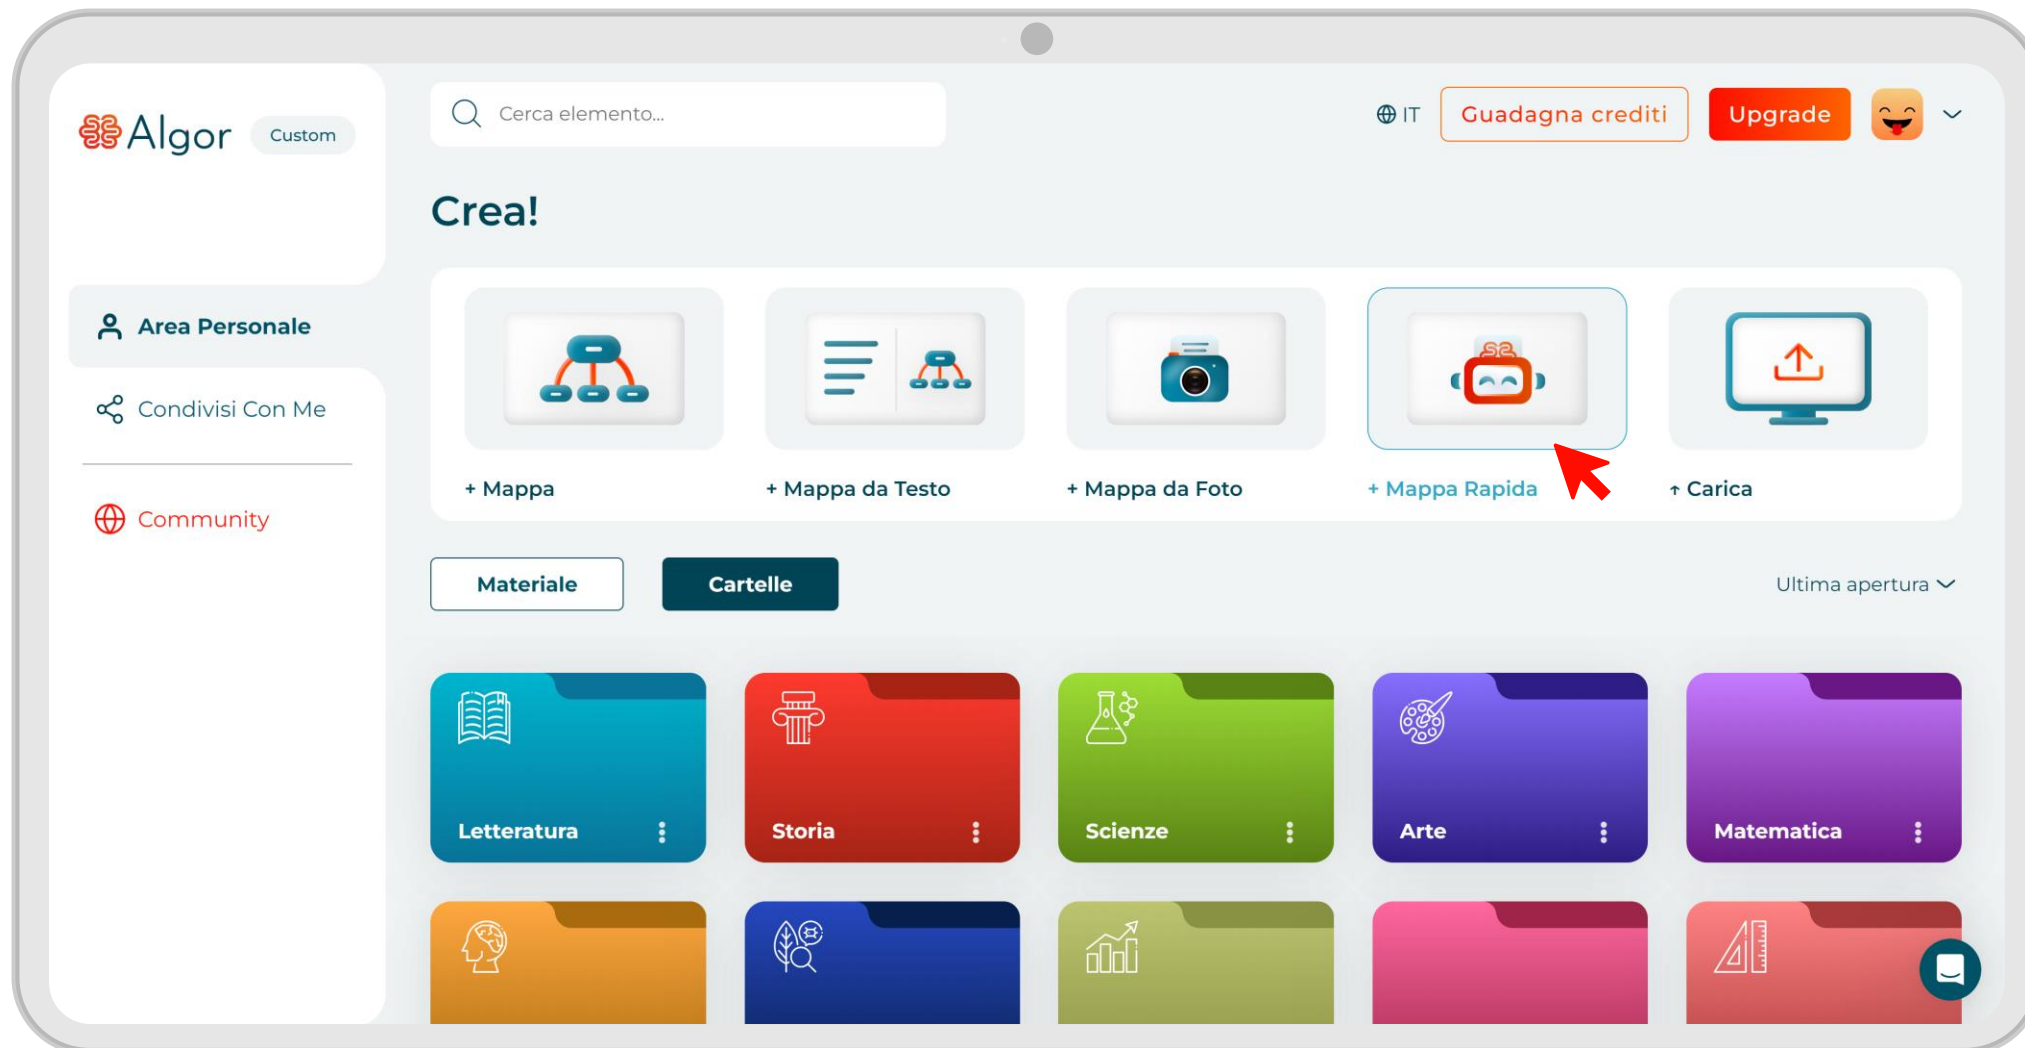 Algor
Custom
Cerca elemento...
IT
Guadagna crediti
Upgrade
Crea!
Area Personale
Condivisi Con Me
Community
+ Mappa
+ Mappa da Testo
+ Mappa da Foto
+ Mappa Rapida
↑ Carica
Materiale
Cartelle
Ultima apertura
Letteratura
Storia
Scienze
Arte
Matematica